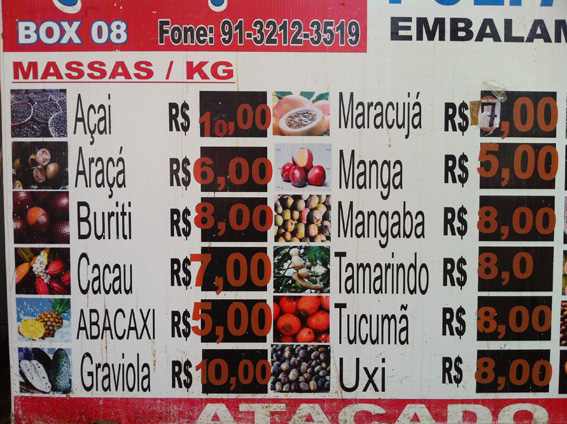 BOX 08 Fone: 91-3212-3519
EMBALAM
MASSAS / KG
Açai R$ 10,00
Araçá R$ 6,00
Buriti R$ 8,00
Cacau R$ 7,00
ABACAXI R$ 5,00
Graviola R$ 10,00
Maracujá R$ 7,00
Manga R$ 5,00
Mangaba R$ 8,00
Tamarindo R$ 8,0
Tucumã R$ 8,00
Uxi R$ 8,00
ATACADO